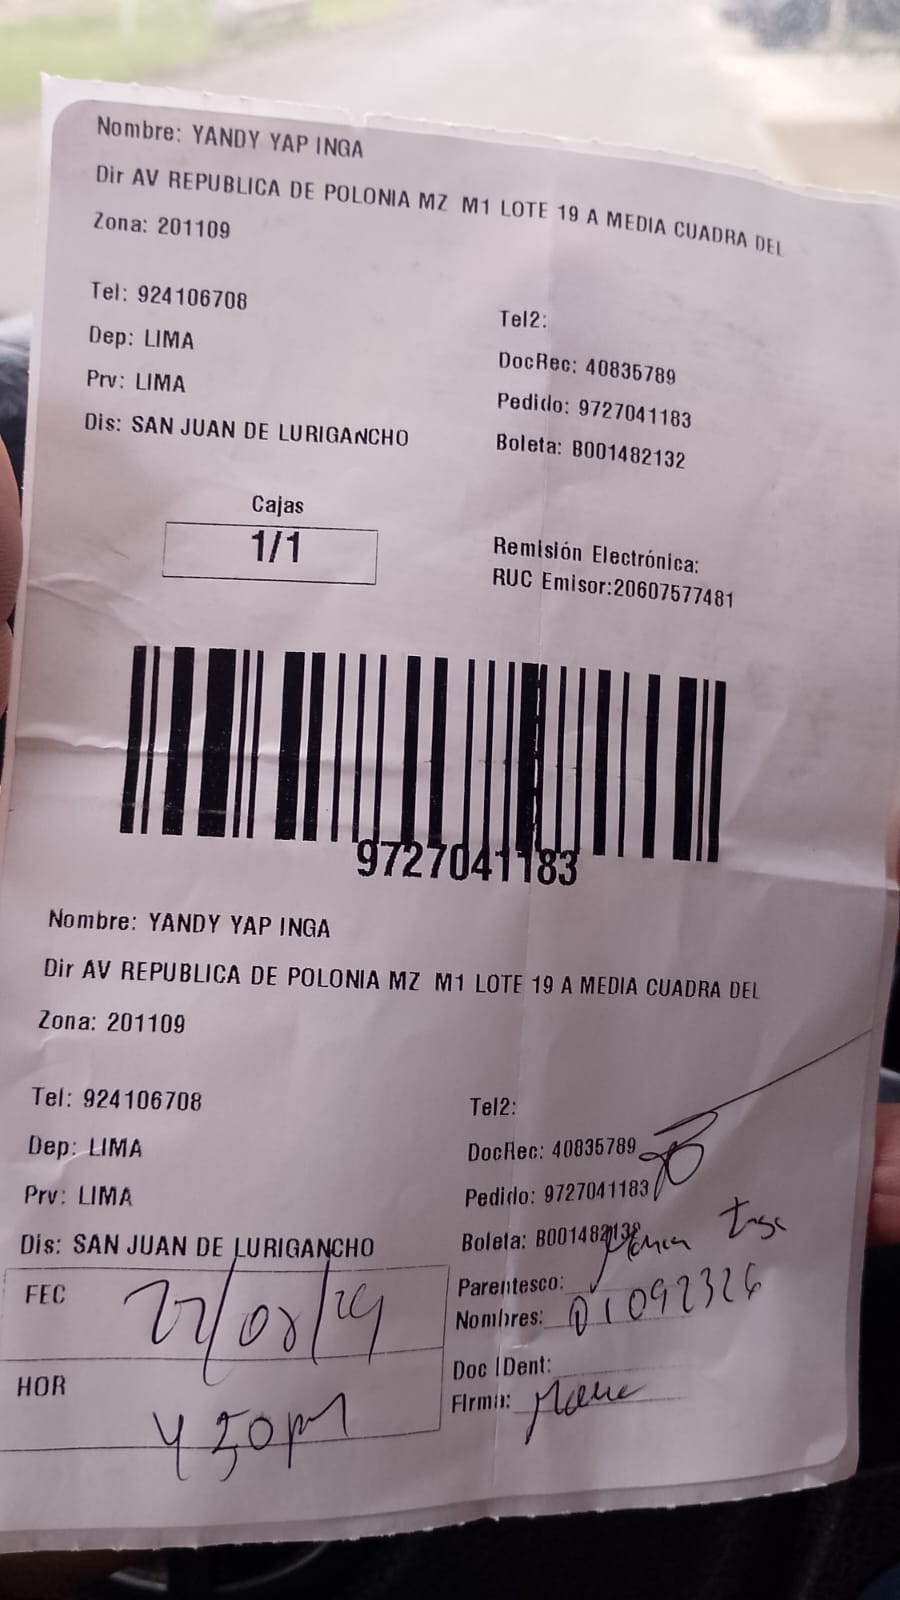 Nombre: YANDY YAP INGA
Dir AV REPUBLICA DE POLONIA MZ M1 LOTE 19 A MEDIA CUADRA DEL
Zona: 201109
Tel: 924106708
Tel2:
Dep: LIMA
DocRec: 40835789
Prv: LIMA
Pedido: 9727041183
Dis: SAN JUAN DE LURIGANCHO
Boleta: B001482132
Cajas
1/1
Remisión Electrónica:
RUC Emisor:20607577481
9727041183
Nombre: YANDY YAP INGA
Dir AV REPUBLICA DE POLONIA MZ M1 LOTE 19 A MEDIA CUADRA DEL
Zona: 201109
Tel: 924106708
Tel2:
Dep: LIMA
DocRec: 40835789
Prv: LIMA
Pedido: 9727041183
Dis: SAN JUAN DE LURIGANCHO
Boleta: B001482132
FEC
Parentesco:
Nombres: 01092326
HOR 4 50pm
Doc IDent:
Firma: